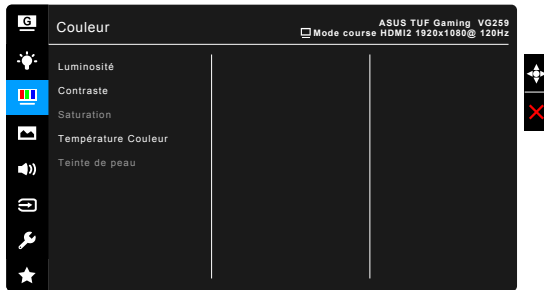 G
Couleur
ASUS TUF Gaming VG259
Mode course HDMI2 1920x1080@ 120Hz
Luminosité
Contraste
Saturation
Température Couleur
Teinte de peau